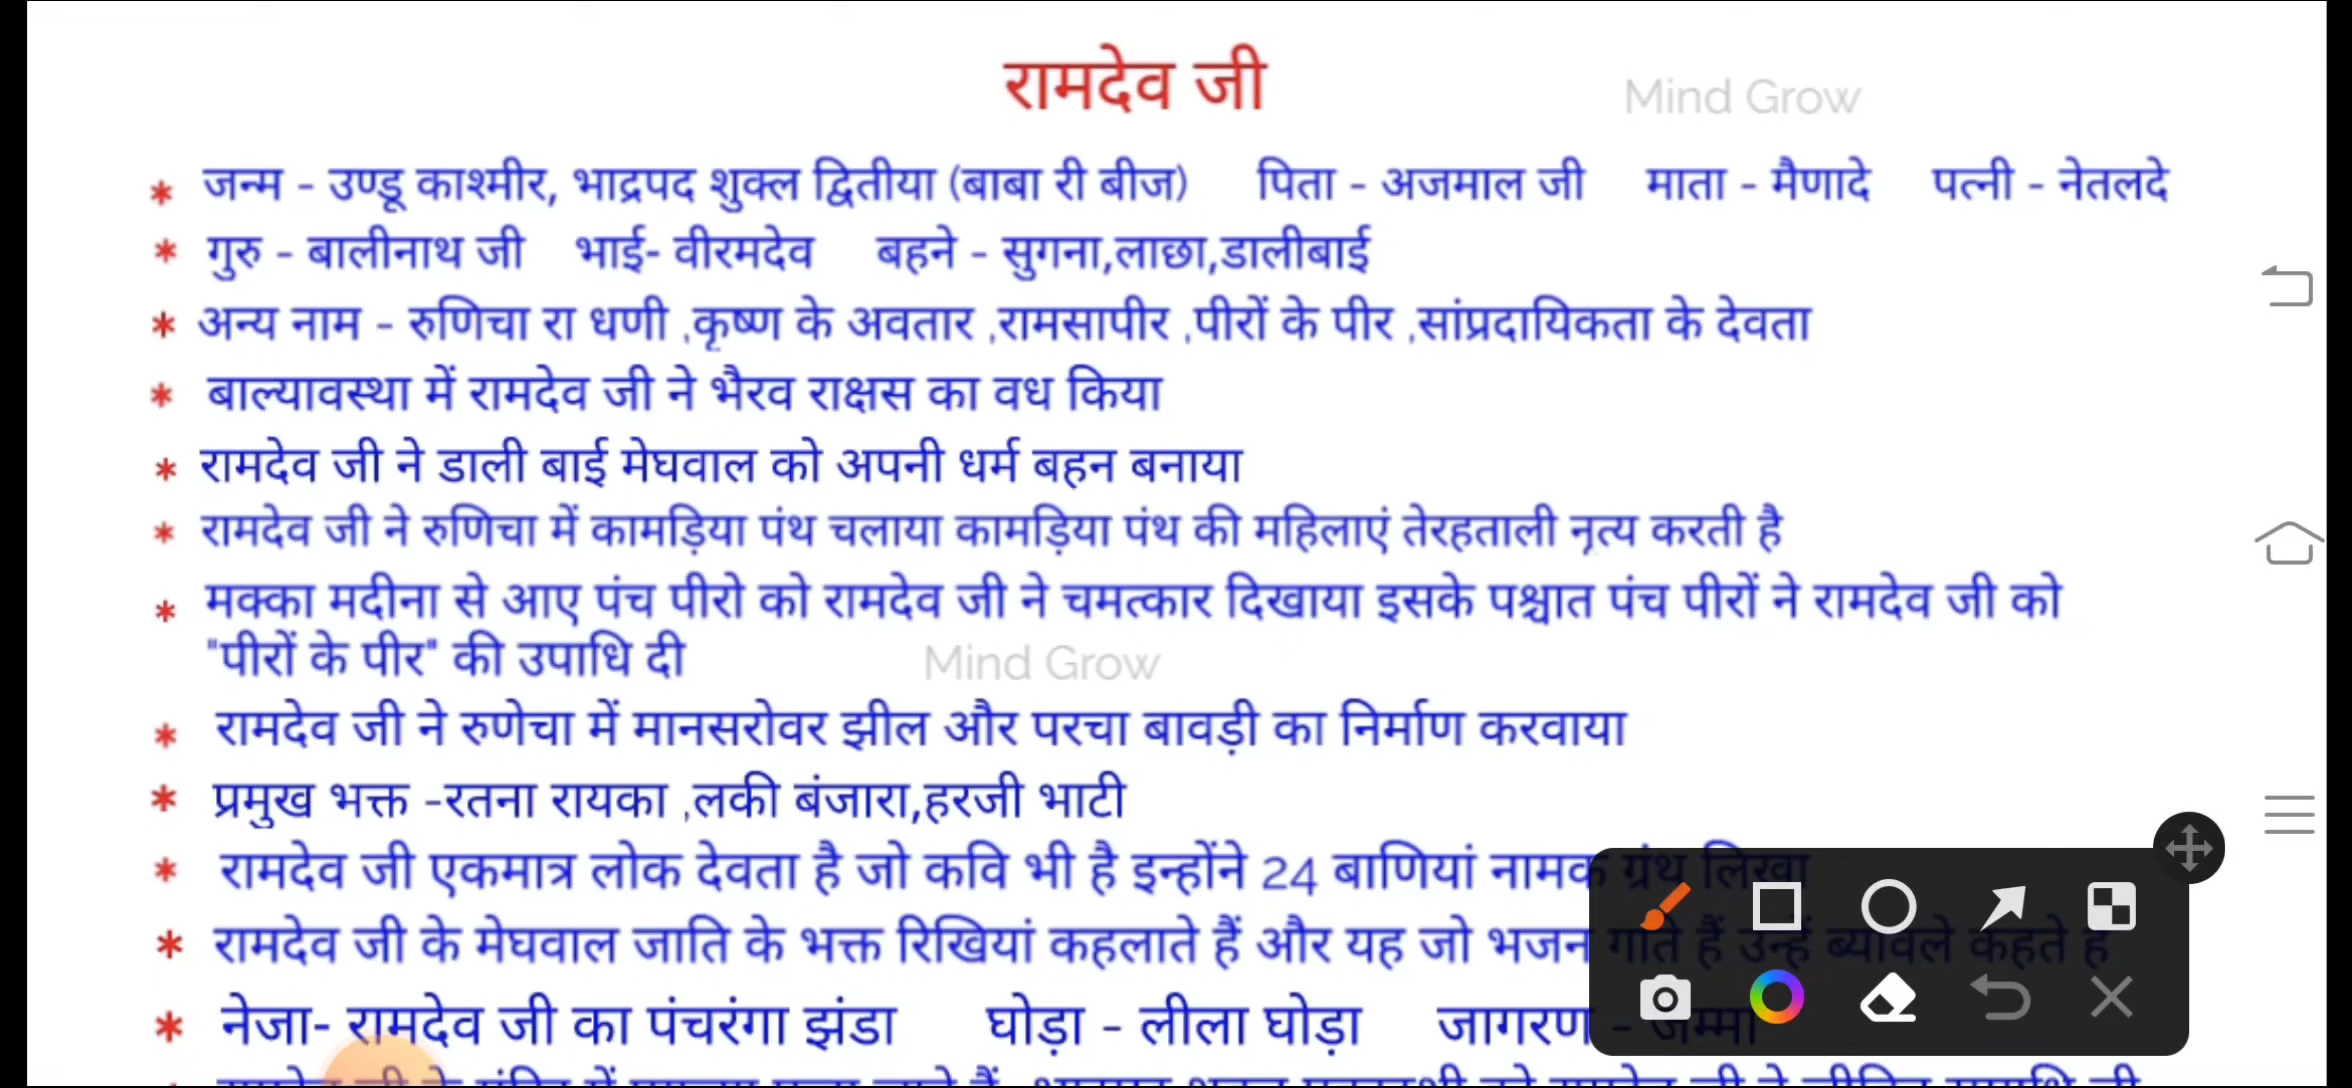 रामदेव जी
Mind Grow
* जन्म - उण्डू काश्मीर, भाद्रपद शुक्ल द्वितीया (बाबा री बीज) पिता - अजमाल जी माता - मैणादे पत्नी - नेतलदे
* गुरु - बालीनाथ जी भाई- वीरमदेव बहने - सुगना,लाछा,डालीबाई
* अन्य नाम - रुणिचा रा धणी ,कृष्ण के अवतार ,रामसापीर ,पीरों के पीर ,सांप्रदायिकता के देवता
* बाल्यावस्था में रामदेव जी ने भैरव राक्षस का वध किया
* रामदेव जी ने डाली बाई मेघवाल को अपनी धर्म बहन बनाया
* रामदेव जी ने रुणिचा में कामड़िया पंथ चलाया कामड़िया पंथ की महिलाएं तेरहताली नृत्य करती है
* मक्का मदीना से आए पंच पीरो को रामदेव जी ने चमत्कार दिखाया इसके पश्चात पंच पीरों ने रामदेव जी को
"पीरों के पीर" की उपाधि दी
Mind Grow
* रामदेव जी ने रुणेचा में मानसरोवर झील और परचा बावड़ी का निर्माण करवाया
* प्रमुख भक्त -रतना रायका ,लकी बंजारा,हरजी भाटी
* रामदेव जी एकमात्र लोक देवता है जो कवि भी है इन्होंने 24 बाणियां नामक ग्रंथ लिखा
* रामदेव जी के मेघवाल जाति के भक्त रिखियां कहलाते हैं और यह जो भजन गाते हैं उन्हें ब्यावले कहते है
* नेजा- रामदेव जी का पंचरंगा झंडा घोड़ा - लीला घोड़ा जागरण - जम्मा